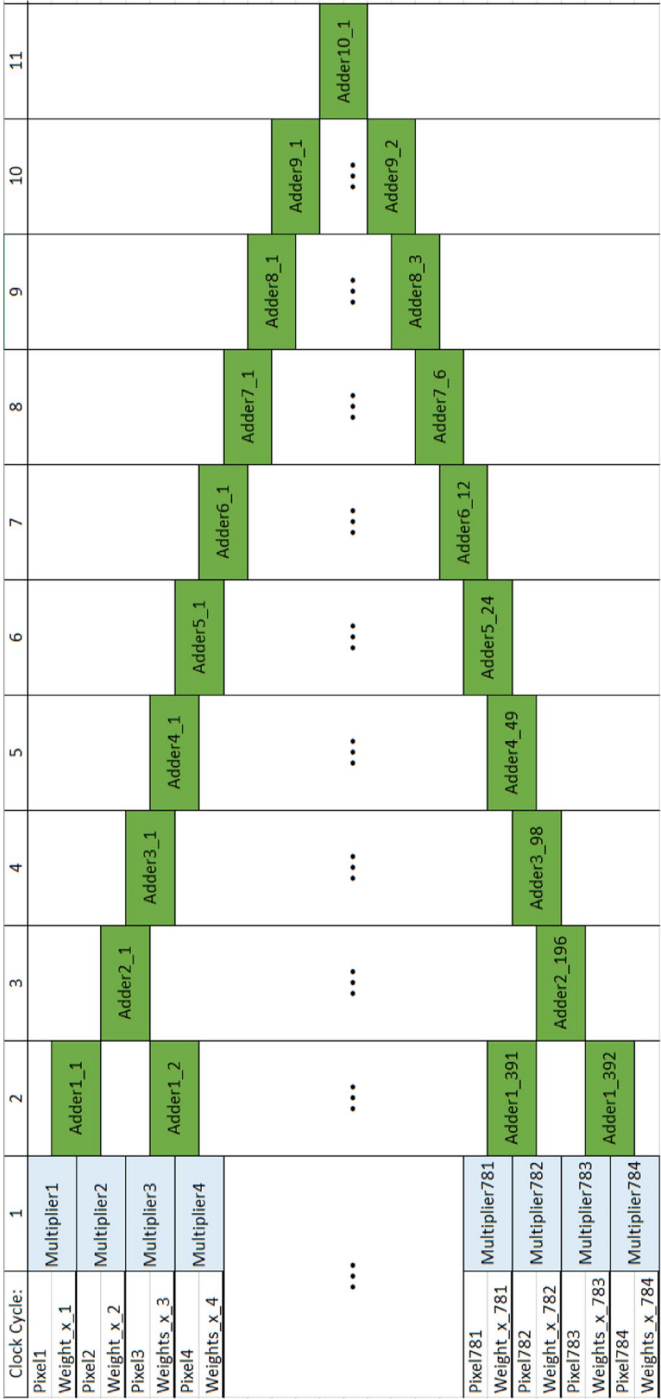 Clock Cycle: 1 2 3 4 5 6 7 8 9 10 11
Pixel1
Weight_x_1
Pixel2
Weight_x_2
Pixel3
Weights_x_3
Pixel4
Weights_x_4
Multiplier1
Multiplier2
Multiplier3
Multiplier4
...
Pixel781
Weight_x_781
Pixel782
Weight_x_782
Pixel783
Weights_x_783
Pixel784
Weights_x_784
Multiplier781
Multiplier782
Multiplier783
Multiplier784
Adder1_1
Adder1_2
...
Adder1_391
Adder1_392
Adder2_1
...
Adder2_196
Adder3_1
...
Adder3_98
Adder4_1
...
Adder4_49
Adder5_1
...
Adder5_24
Adder6_1
...
Adder6_12
Adder7_1
...
Adder7_6
Adder8_1
...
Adder8_3
Adder9_1
...
Adder9_2
Adder10_1